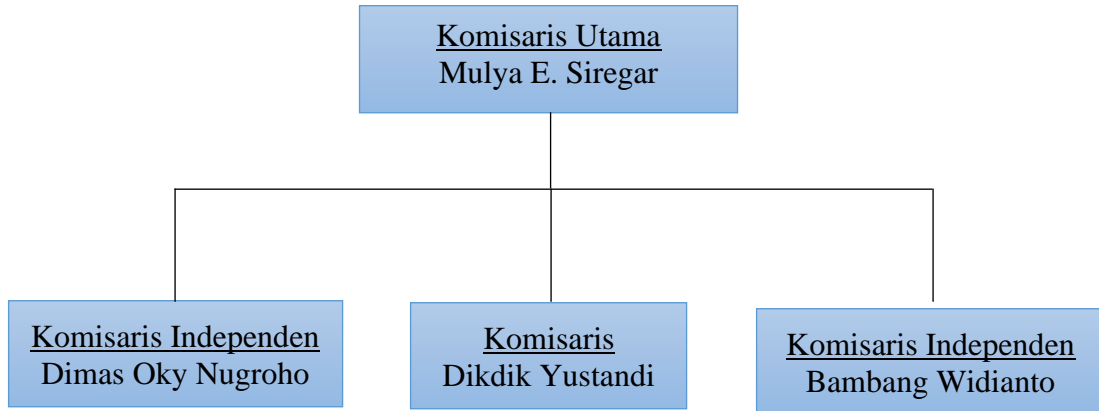 Komisaris Utama
Mulya E. Siregar
Komisaris Independen
Dimas Oky Nugroho
Komisaris
Dikdik Yustandi
Komisaris Independen
Bambang Widianto